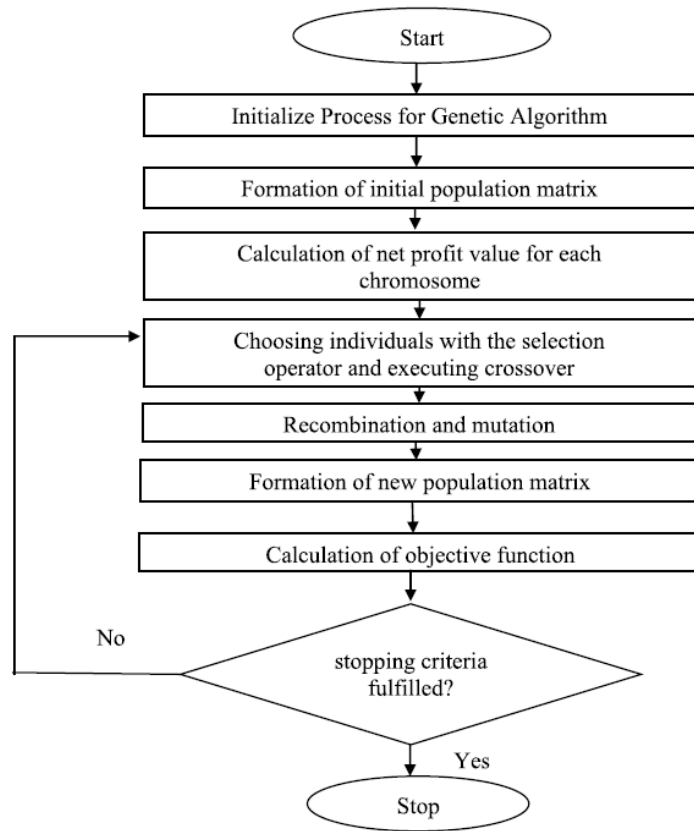 Start
Initialize Process for Genetic Algorithm
Formation of initial population matrix
Calculation of net profit value for each
chromosome
Choosing individuals with the selection
operator and executing crossover
Recombination and mutation
Formation of new population matrix
Calculation of objective function
No
stopping criteria
fulfilled?
Yes
Stop